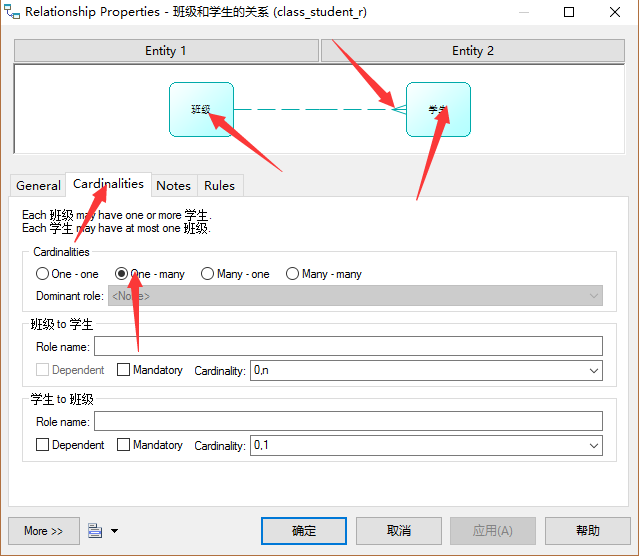 Relationship Properties - 班级和学生的关系 (class_student_r)
Entity 1
Entity 2
班级
学生
General
Cardinalities
Notes
Rules
Each 班级 may have one or more 学生.
Each 学生 may have at most one 班级.
Cardinalities
One - one
One - many
Many - one
Many - many
Dominant role:
<None>
班级 to 学生
Role name:
Dependent
Mandatory
Cardinality:
0,n
学生 to 班级
Role name:
Dependent
Mandatory
Cardinality:
0,1
More >>
确定
取消
应用(A)
帮助